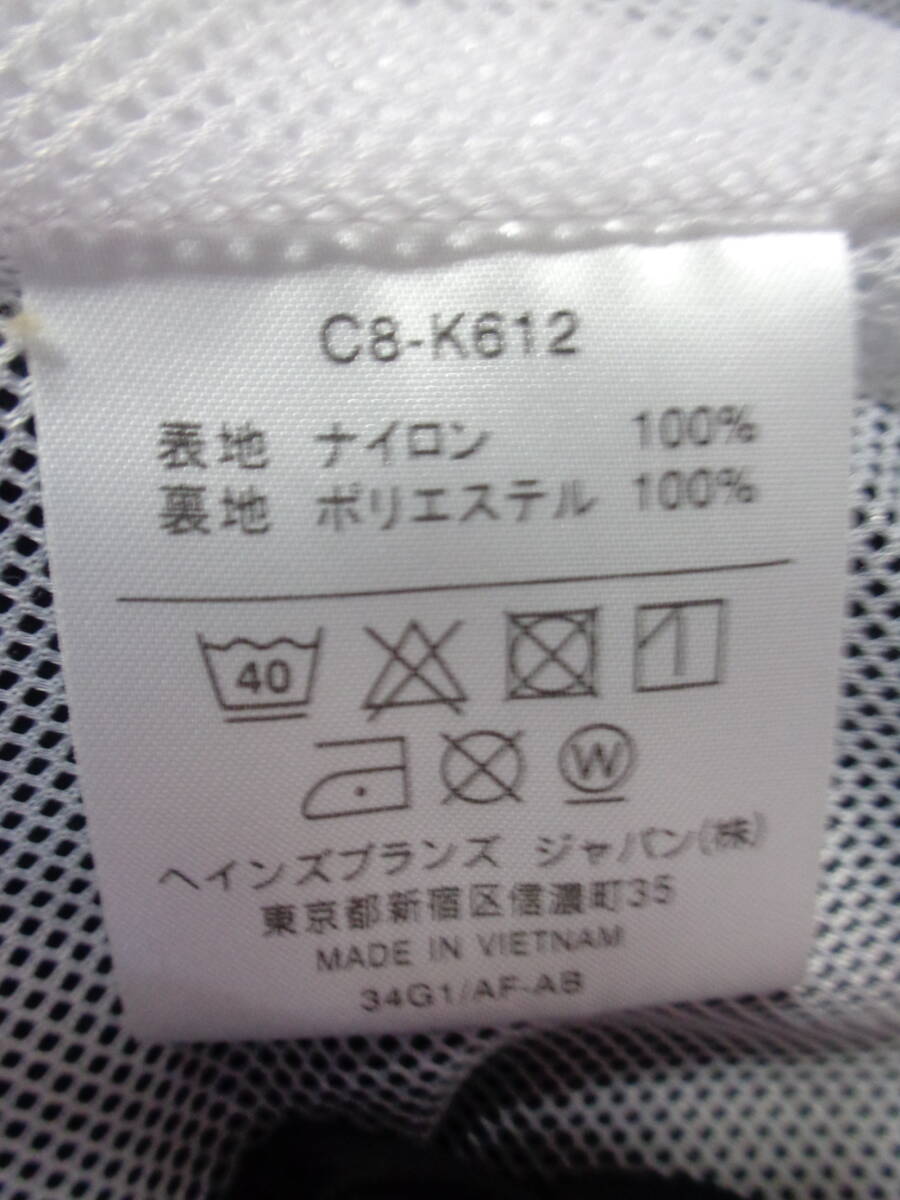 C8-K612
表地 ナイロン 100%
裏地 ポリエステル 100%
40
W
ヘインズブランズ ジャパン(株)
東京都新宿区信濃町35
MADE IN VIETNAM
34G1/AF-AB